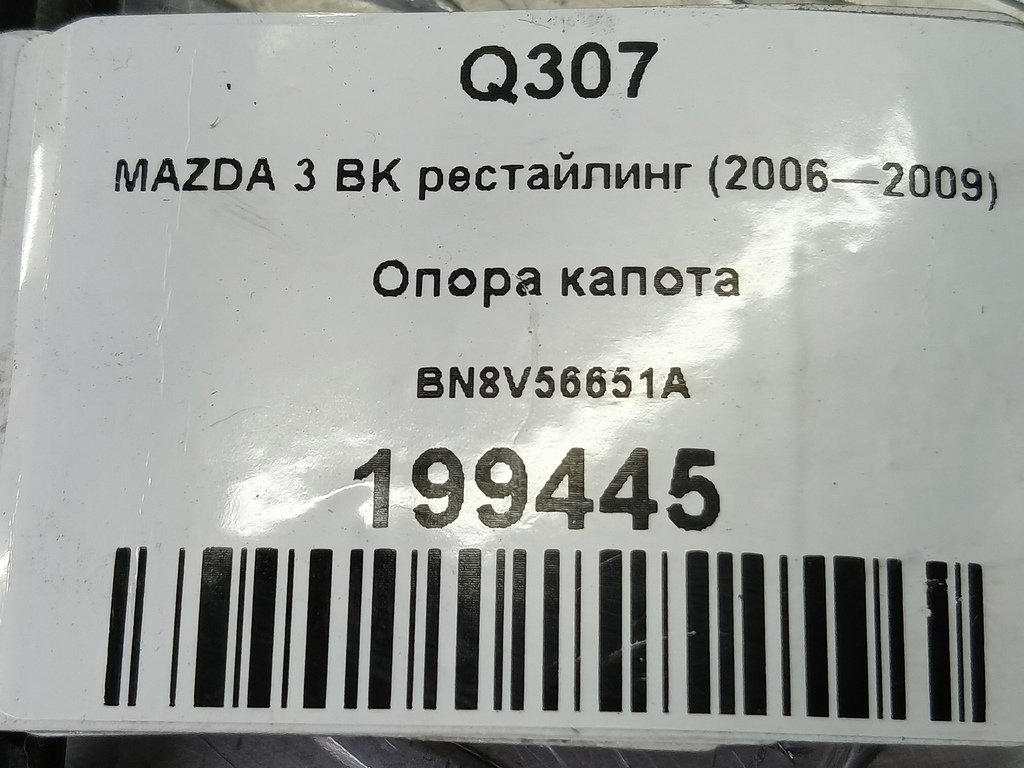 Q307
MAZDA 3 BK рестайлинг (2006—2009)
Опора капота
BN8V56651A
199445